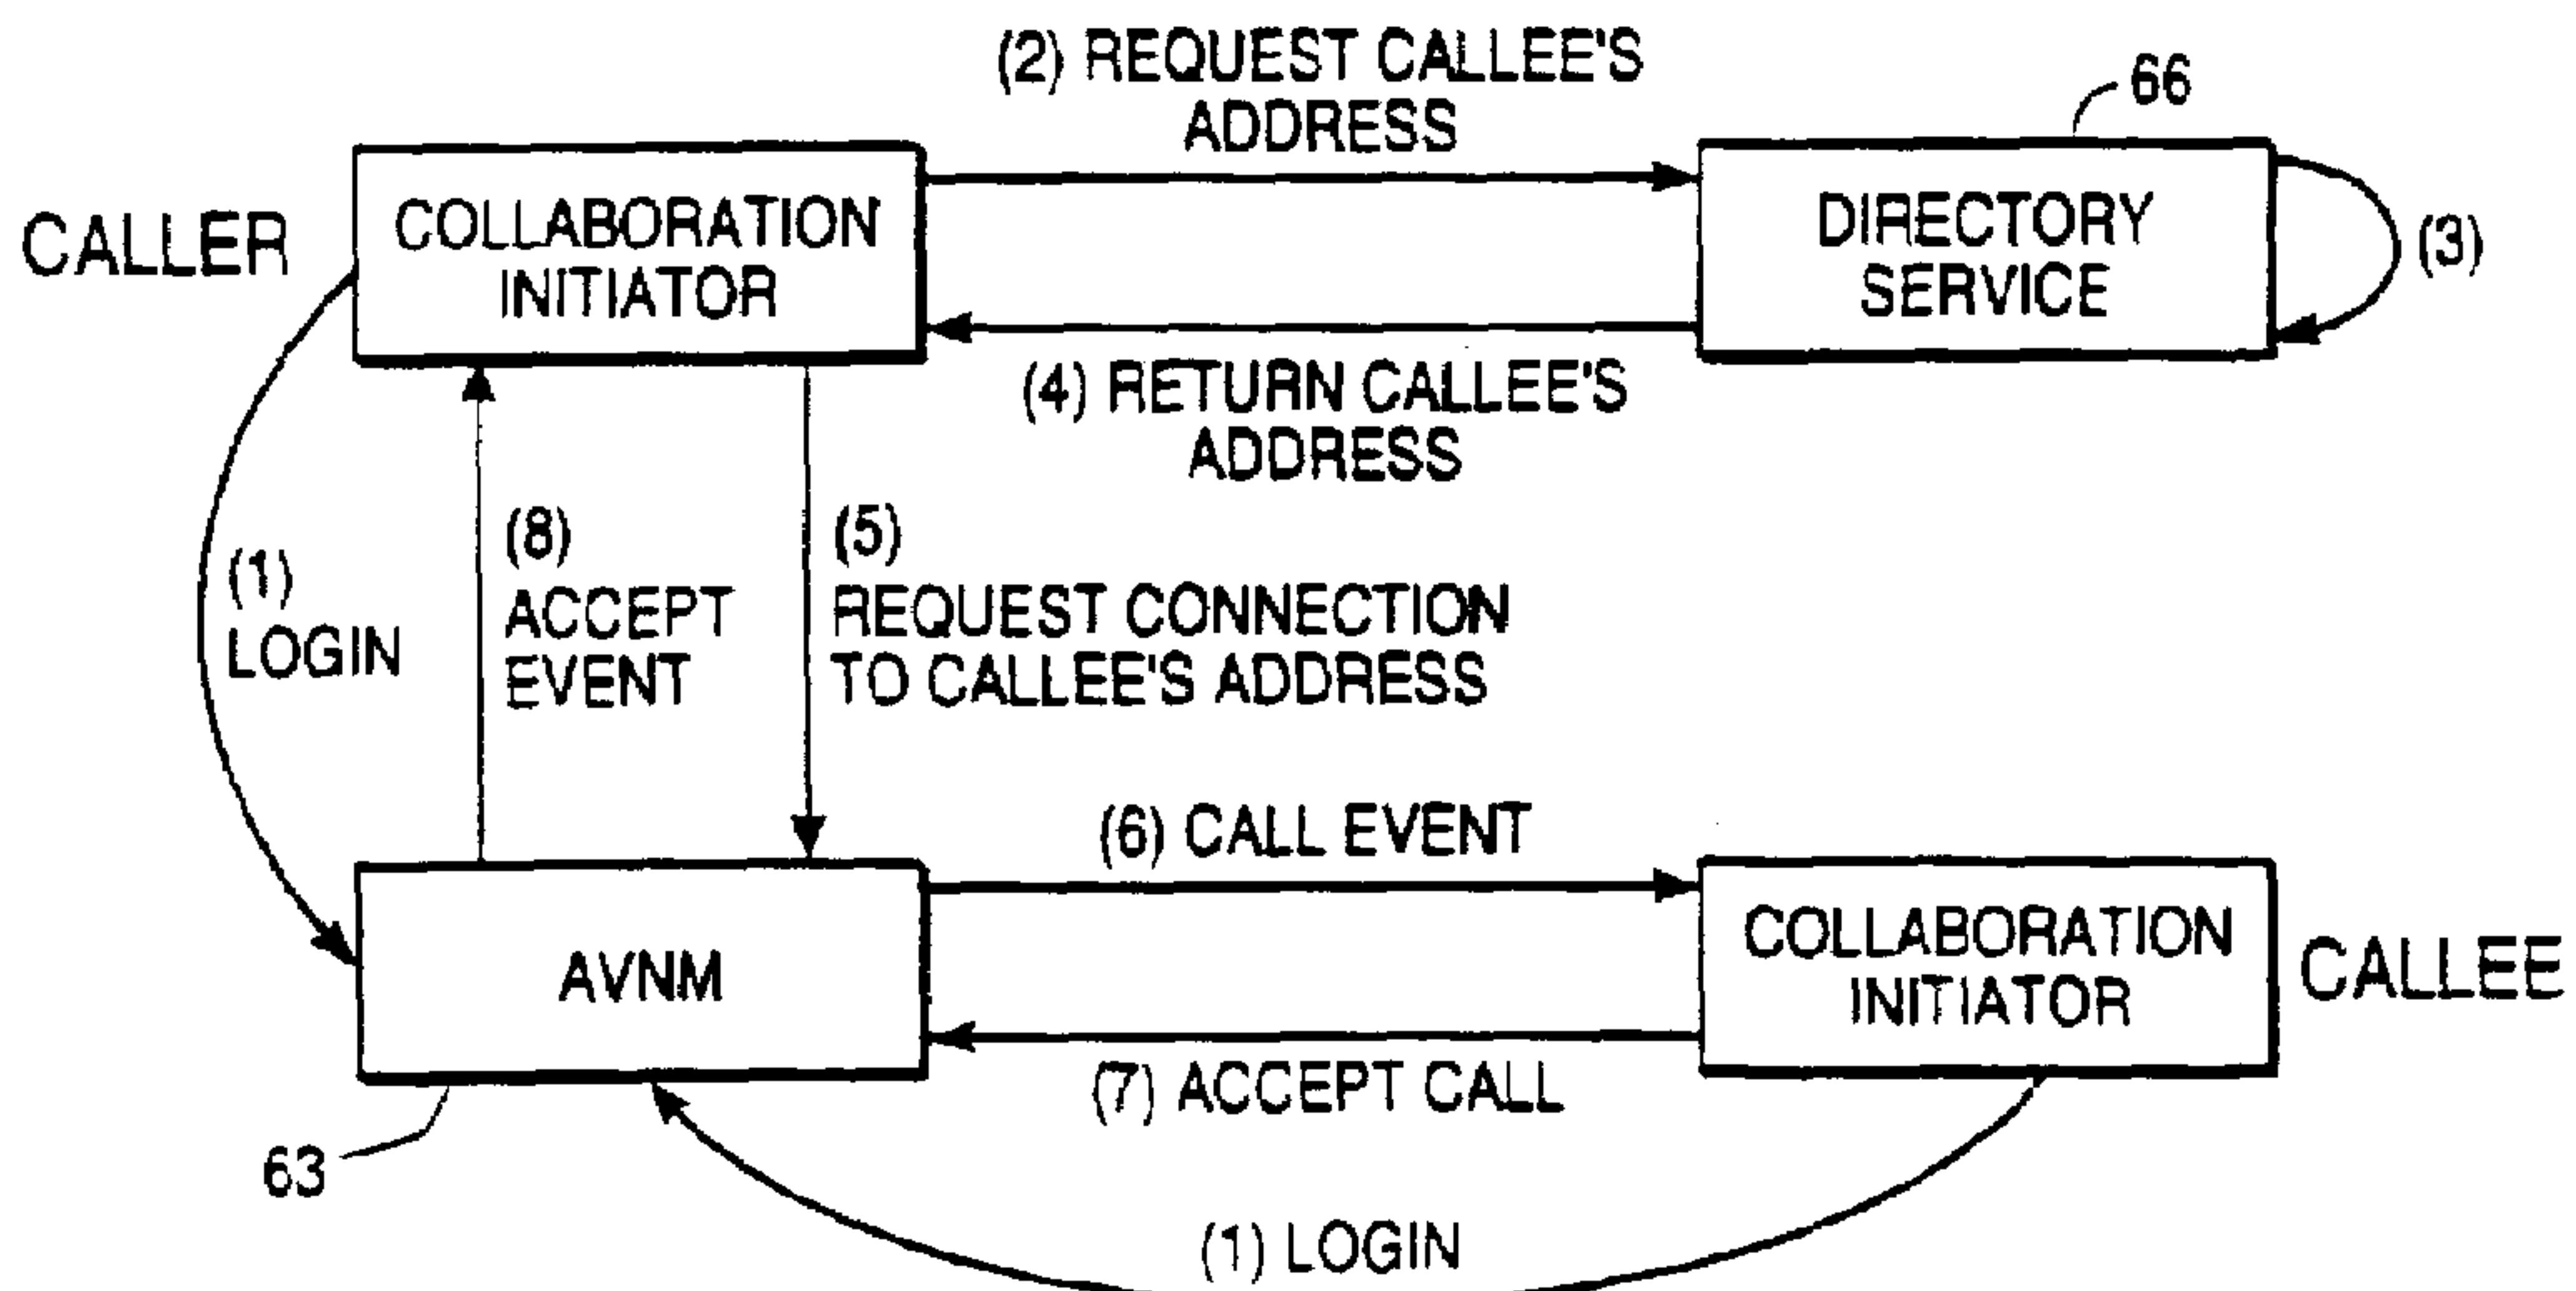 (2) REQUEST CALLEE'S
ADDRESS
66
CALLER
COLLABORATION
INITIATOR
DIRECTORY
SERVICE
(3)
(4) RETURN CALLEE'S
ADDRESS
(1)
LOGIN
(8)
ACCEPT
EVENT
(5)
REQUEST CONNECTION
TO CALLEE'S ADDRESS
(6) CALL EVENT
AVNM
COLLABORATION
INITIATOR
CALLEE
(7) ACCEPT CALL
63
(1) LOGIN